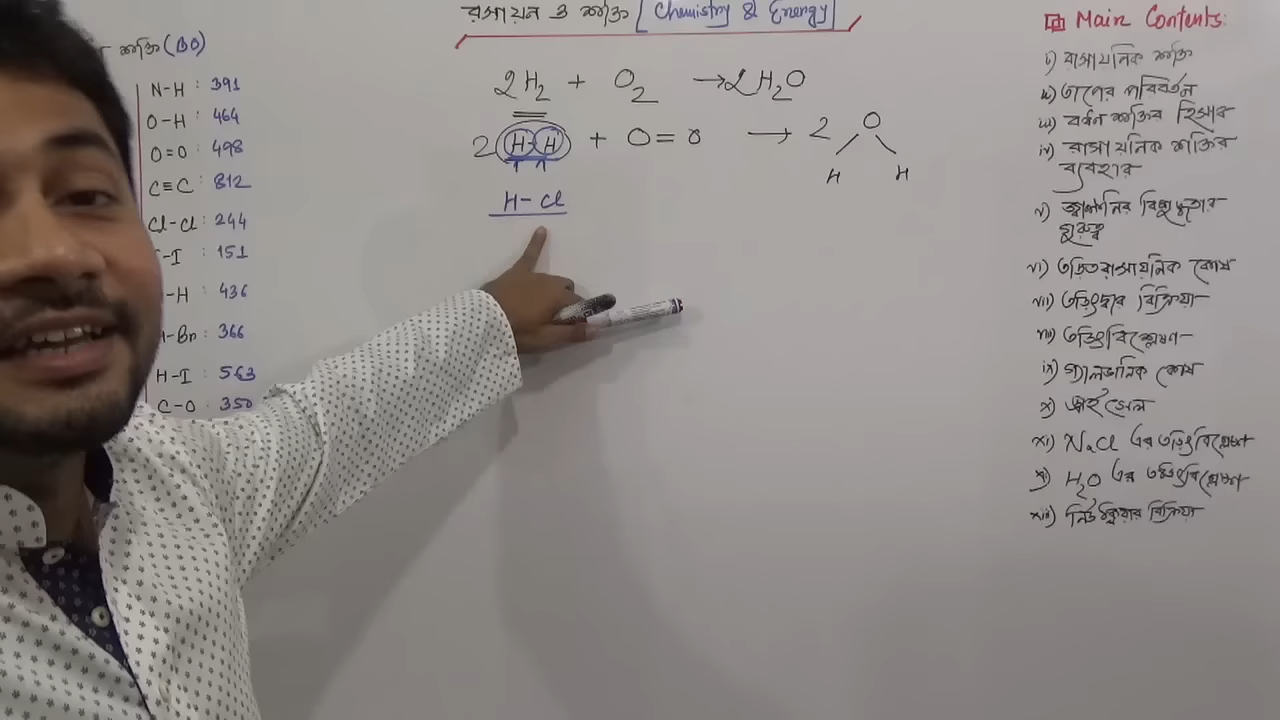 রসায়ন ও শক্তি [Chemistry & Energy]
শক্তি (BO)
N-H : 391
O-H : 464
O=O : 498
C≡C : 812
Cl-Cl : 244
-I : 151
-H : 436
-Br : 366
H-I : 563
C-O : 350
2H₂ + O₂ → 2H₂O
2 H-H + O=O → 2 O
H H
H-Cl
Main Contents:
i) রাসায়নিক শক্তি
ii) তাপের পরিবর্তন
iii) বন্ধন শক্তির হিসাব
iv) রাসায়নিক শক্তির
ব্যবহার
v) জ্বালানির বিশুদ্ধতার
গুরুত্ব
vi) তড়িৎরাসায়নিক কোষ
vii) তড়িৎদ্বার বিক্রিয়া
viii) তড়িৎবিশ্লেষণ
ix) গ্যালভানিক কোষ
x) ড্রাই সেল
xi) NaCl এর তড়িৎবিশ্লেষণ
xii) H₂O এর তড়িৎবিশ্লেষণ
xiii) নিউক্লিয়ার বিক্রিয়া